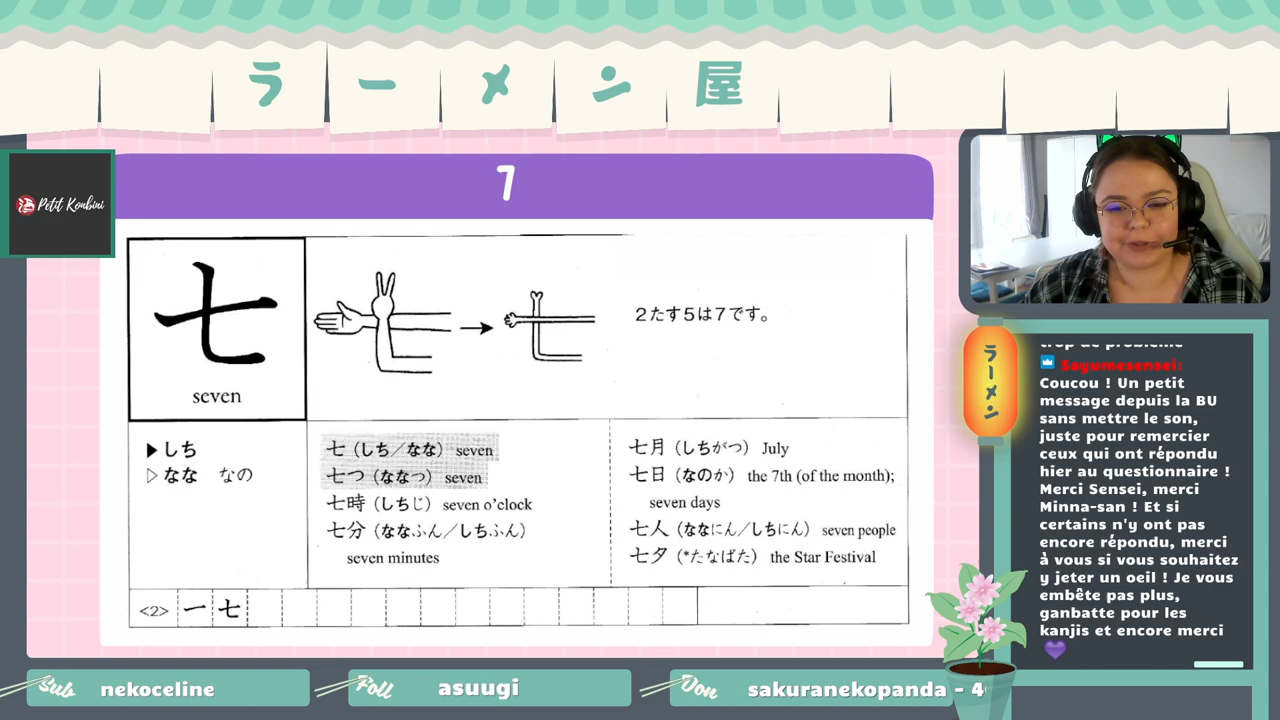 ラーメン屋
Petit Konbini
7
七
seven
2たす5は7です。
▶しち
▷なな なの
七(しち/なな) seven
七つ(ななつ) seven
七時(しちじ) seven o'clock
七分(ななふん/しちふん)
seven minutes
七月(しちがつ) July
七日(なのか) the 7th (of the month);
seven days
七人(ななにん/しちにん) seven people
七夕(*たなばた) the Star Festival
<2> 一 七
ラーメン
trop de problème
Sayumesensei:
Coucou ! Un petit
message depuis la BU
sans mettre le son,
juste pour remercier
ceux qui ont répondu
hier au questionnaire !
Merci Sensei, merci
Minna-san ! Et si
certains n'y ont pas
encore répondu, merci
à vous si vous souhaitez
y jeter un oeil ! Je vous
embête pas plus,
ganbatte pour les
kanjis et encore merci
Sub nekoceline
Foll asuugi
Don sakuranekopanda - 4